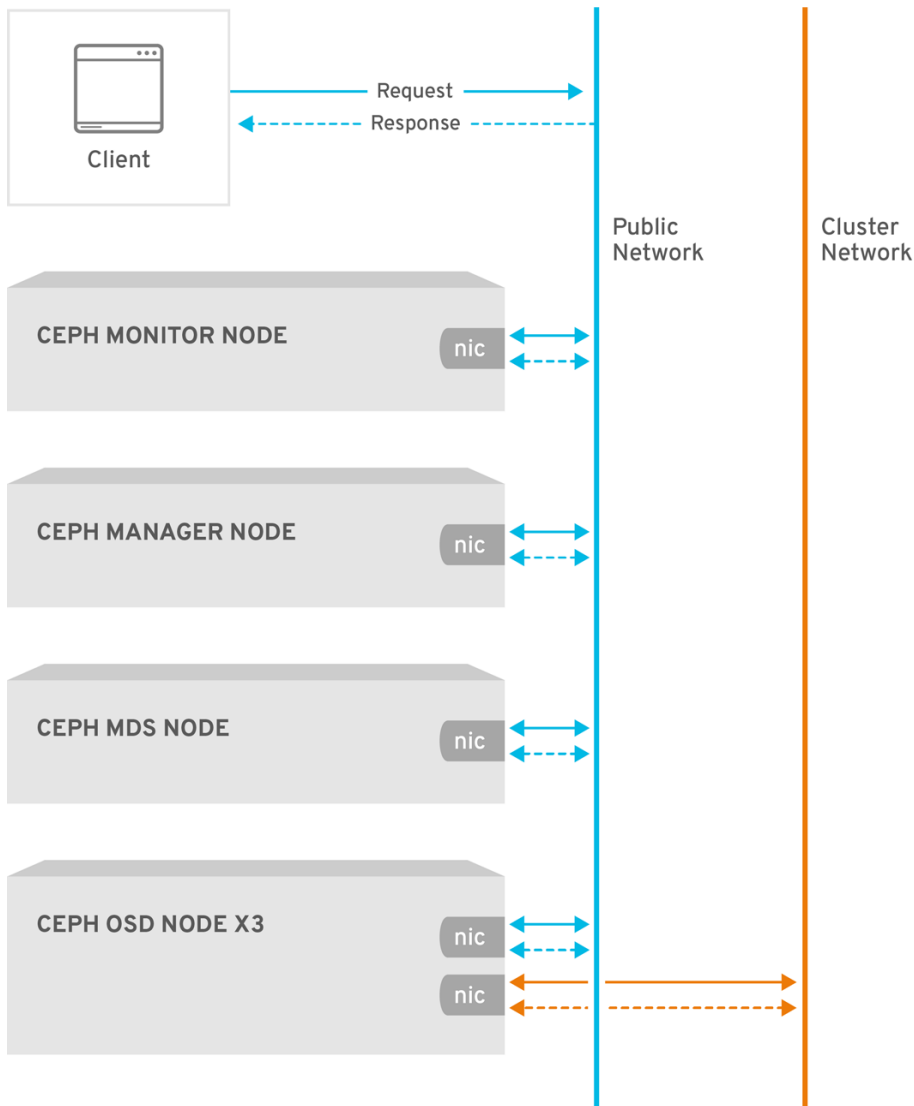 Request
Response
Client
Public
Network
Cluster
Network
CEPH MONITOR NODE
nic
CEPH MANAGER NODE
nic
CEPH MDS NODE
nic
CEPH OSD NODE X3
nic
nic